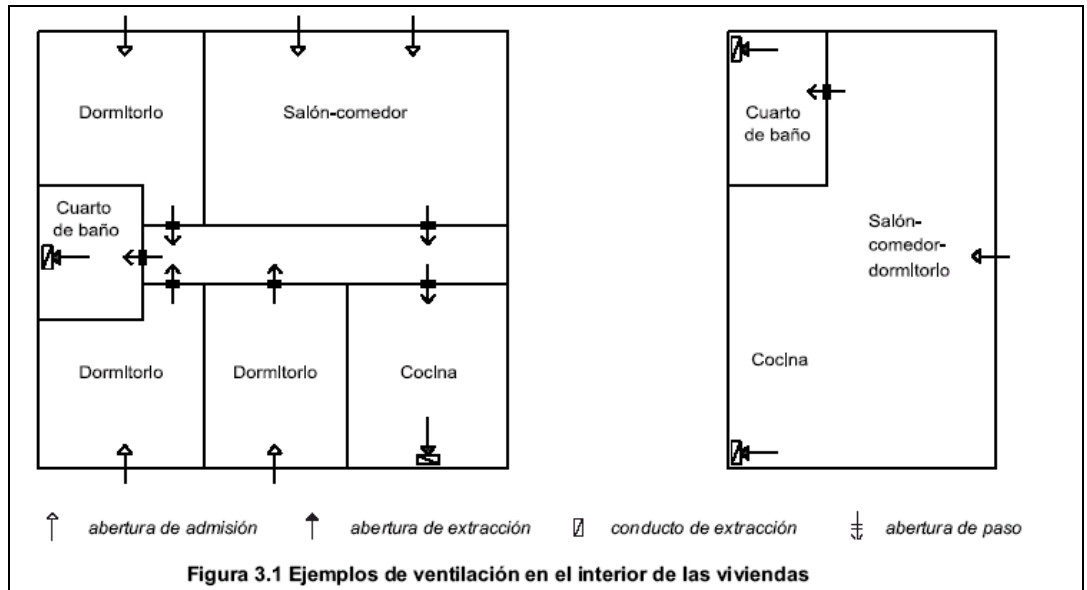 Dormitorio
Salón-comedor
Cuarto
de baño
Dormitorio
Dormitorio
Cocina
Cuarto
de baño
Salón-
comedor-
dormitorio
Cocina
abertura de admisión
abertura de extracción
conducto de extracción
abertura de paso
Figura 3.1 Ejemplos de ventilación en el interior de las viviendas